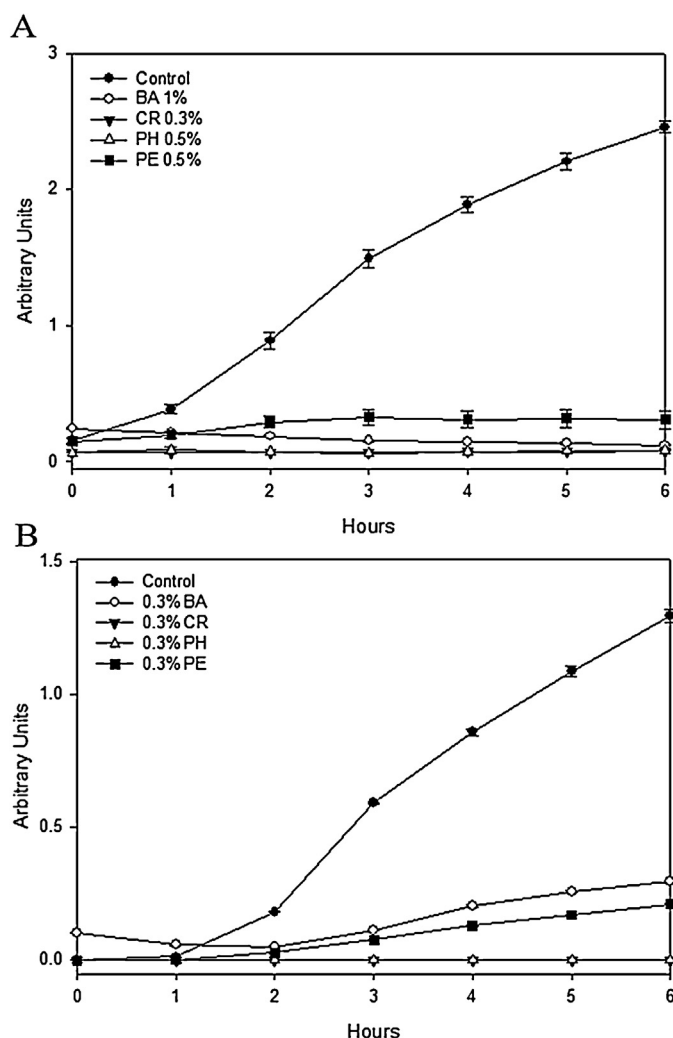 A
3
2
1
0
Arbitrary Units
Control
BA 1%
CR 0.3%
PH 0.5%
PE 0.5%
0 1 2 3 4 5 6
Hours
B
1.5
1.0
0.5
0.0
Arbitrary Units
Control
0.3% BA
0.3% CR
0.3% PH
0.3% PE
0 1 2 3 4 5 6
Hours